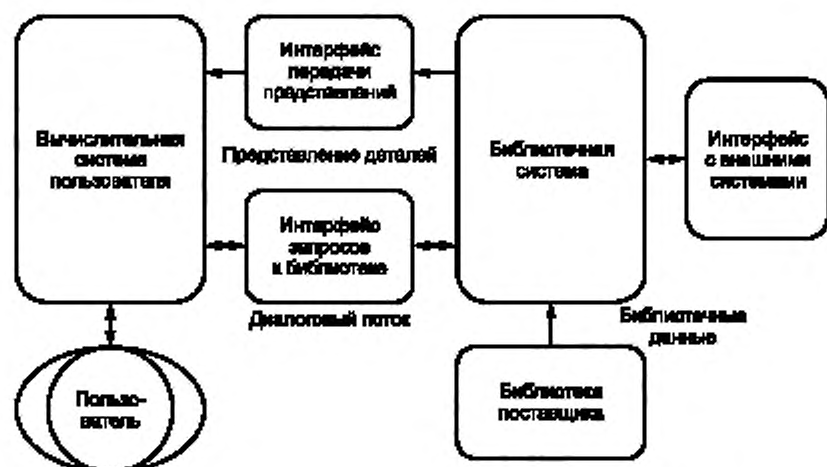 Вычислительная
система
пользователя
Интерфейс
передачи
представлений
Представление деталей
Интерфейс
запросов
к библиотеке
Диалоговый поток
Библиотечная
система
Интерфейс
с внешними
системами
Библиотечные
данные
Библиотека
поставщика
Пользо-
ватель